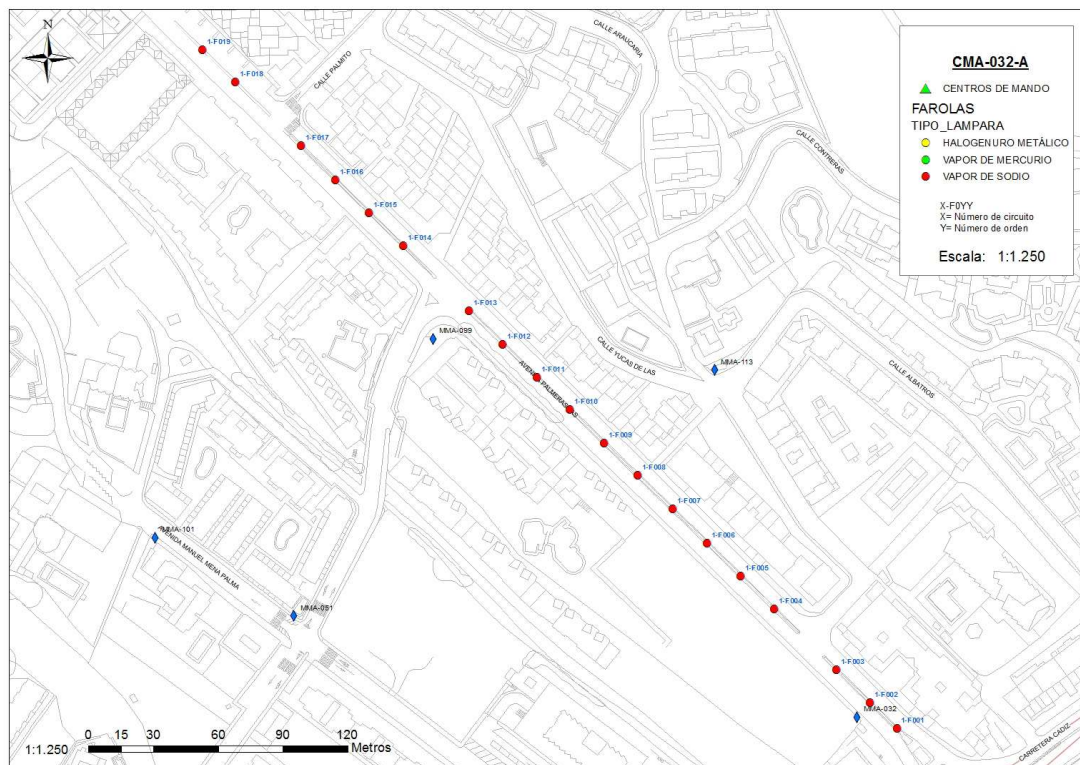 N
1-F019
1-F018
CALLE PALMITO
CALLE ARAUCARIA
CMA-032-A
CENTROS DE MANDO
FAROLAS
TIPO_LAMPARA
HALOGENURO METÁLICO
VAPOR DE MERCURIO
VAPOR DE SODIO
X-F0YY
X= Número de circuito
Y= Número de orden
Escala: 1:1.250
CALLE CONTRERAS
1-F017
1-F016
1-F015
1-F014
1-F013
MMA-099
1-F012
CALLE YUCAS DE LAS
MMA-113
CALLE ALBATROS
1-F011
AVENIDA PALMERAS LAS
1-F010
1-F009
1-F008
1-F007
1-F006
1-F005
1-F004
MMA-101
AVENIDA MANUEL MENA PALMA
MMA-051
1-F003
1-F002
MMA-032
1-F001
CARRETERA CADIZ
1:1.250
0 15 30 60 90 120
Metros